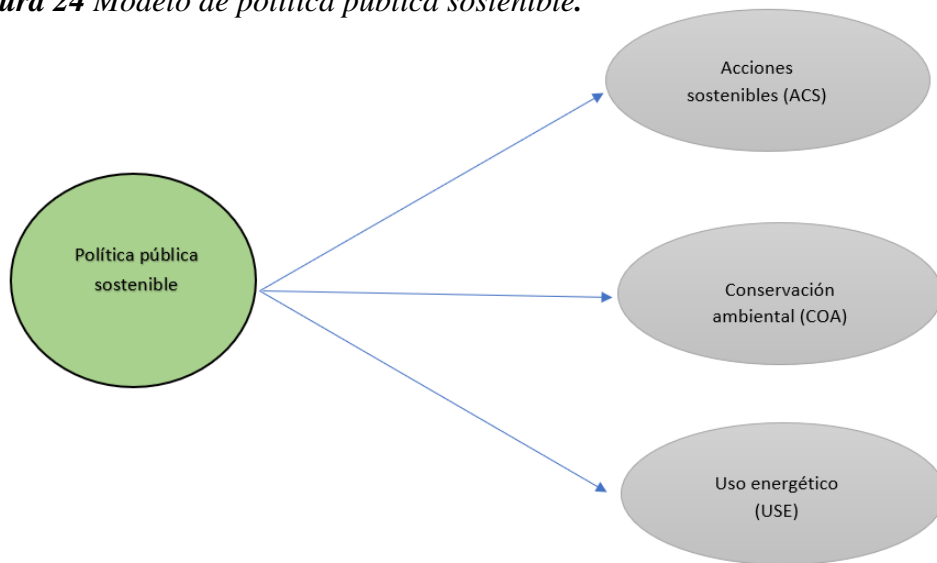 ura 24 Modelo de política pública sostenible.
Acciones
sostenibles (ACS)
Política pública
sostenible
Conservación
ambiental (COA)
Uso energético
(USE)